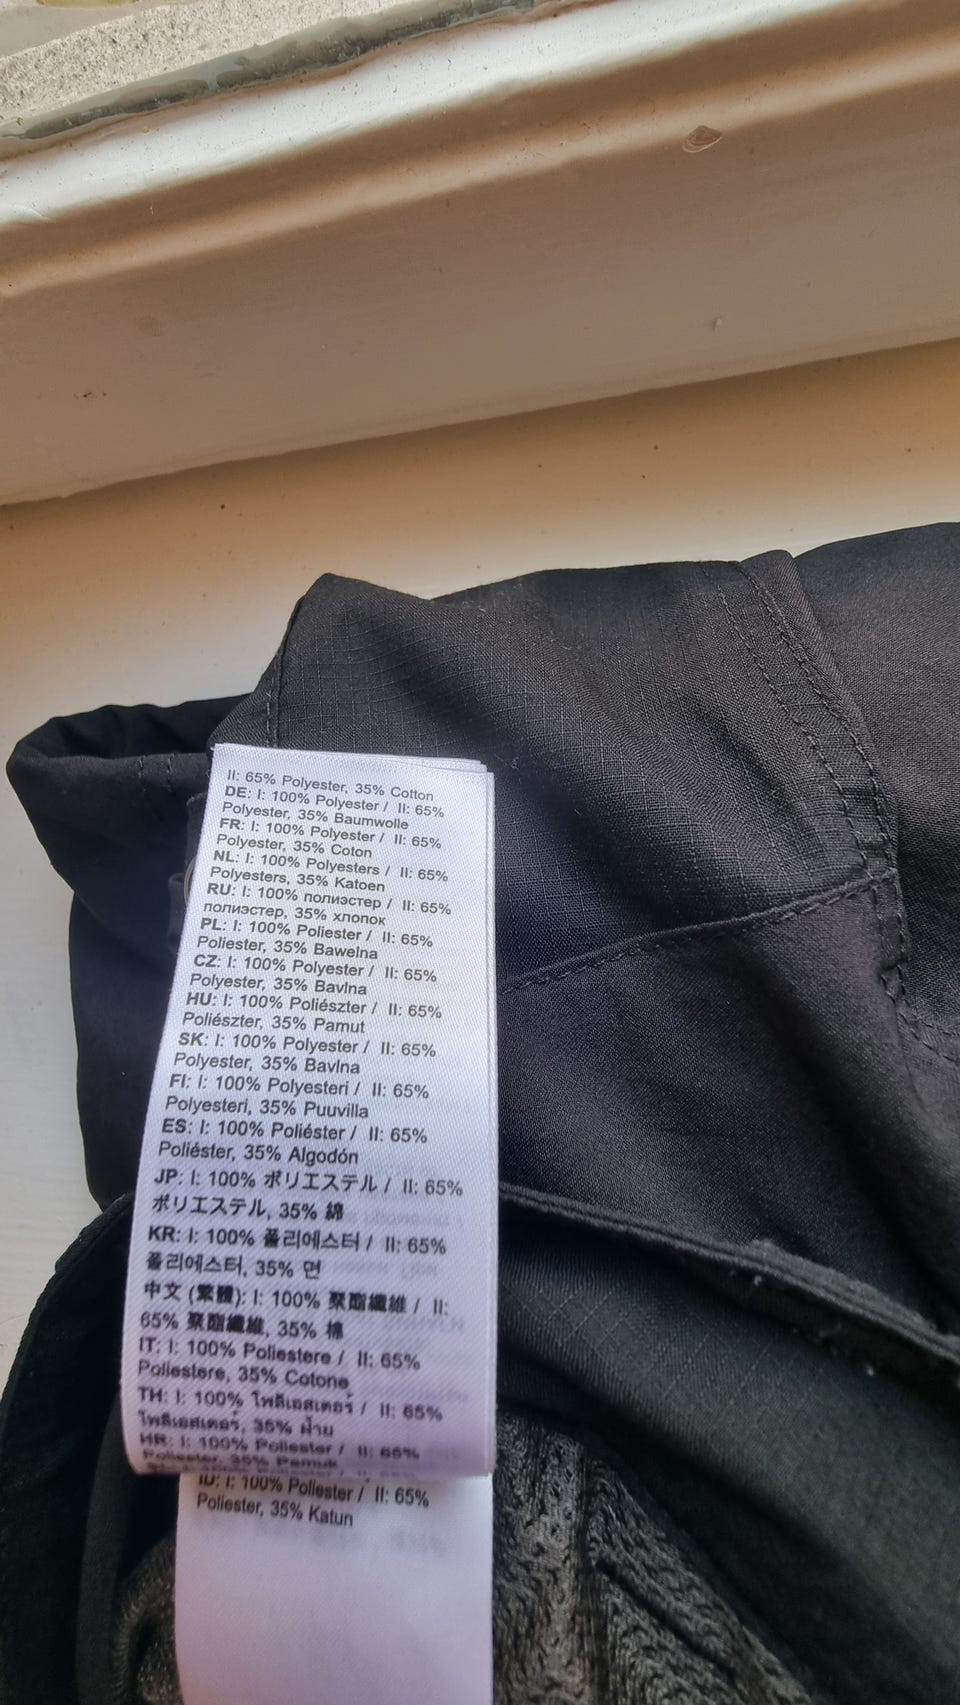 II: 65% Polyester, 35% Cotton
DE: I: 100% Polyester / II: 65%
Polyester, 35% Baumwolle
FR: I: 100% Polyester / II: 65%
Polyester, 35% Coton
NL: I: 100% Polyesters / II: 65%
Polyesters, 35% Katoen
RU: I: 100% полиэстер / II: 65%
полиэстер, 35% хлопок
PL: I: 100% Poliester / II: 65%
Poliester, 35% Bawełna
CZ: I: 100% Polyester / II: 65%
Polyester, 35% Bavlna
HU: I: 100% Poliészter / II: 65%
Poliészter, 35% Pamut
SK: I: 100% Polyester / II: 65%
Polyester, 35% Bavlna
FI: I: 100% Polyesteri / II: 65%
Polyesteri, 35% Puuvilla
ES: I: 100% Poliéster / II: 65%
Poliéster, 35% Algodón
JP: I: 100% ポリエステル / II: 65%
ポリエステル, 35% 綿
KR: I: 100% 폴리에스터 / II: 65%
폴리에스터, 35% 면
中文 (繁體): I: 100% 聚酯纖維 / II:
65% 聚酯纖維, 35% 棉
IT: I: 100% Poliestere / II: 65%
Poliestere, 35% Cotone
TH: I: 100% โพลีเอสเตอร์ / II: 65%
โพลีเอสเตอร์, 35% ฝ้าย
HR: I: 100% Poliester / II: 65%
Poliester, 35% Pamuk
ID: I: 100% Poliester / II: 65%
Poliester, 35% Katun